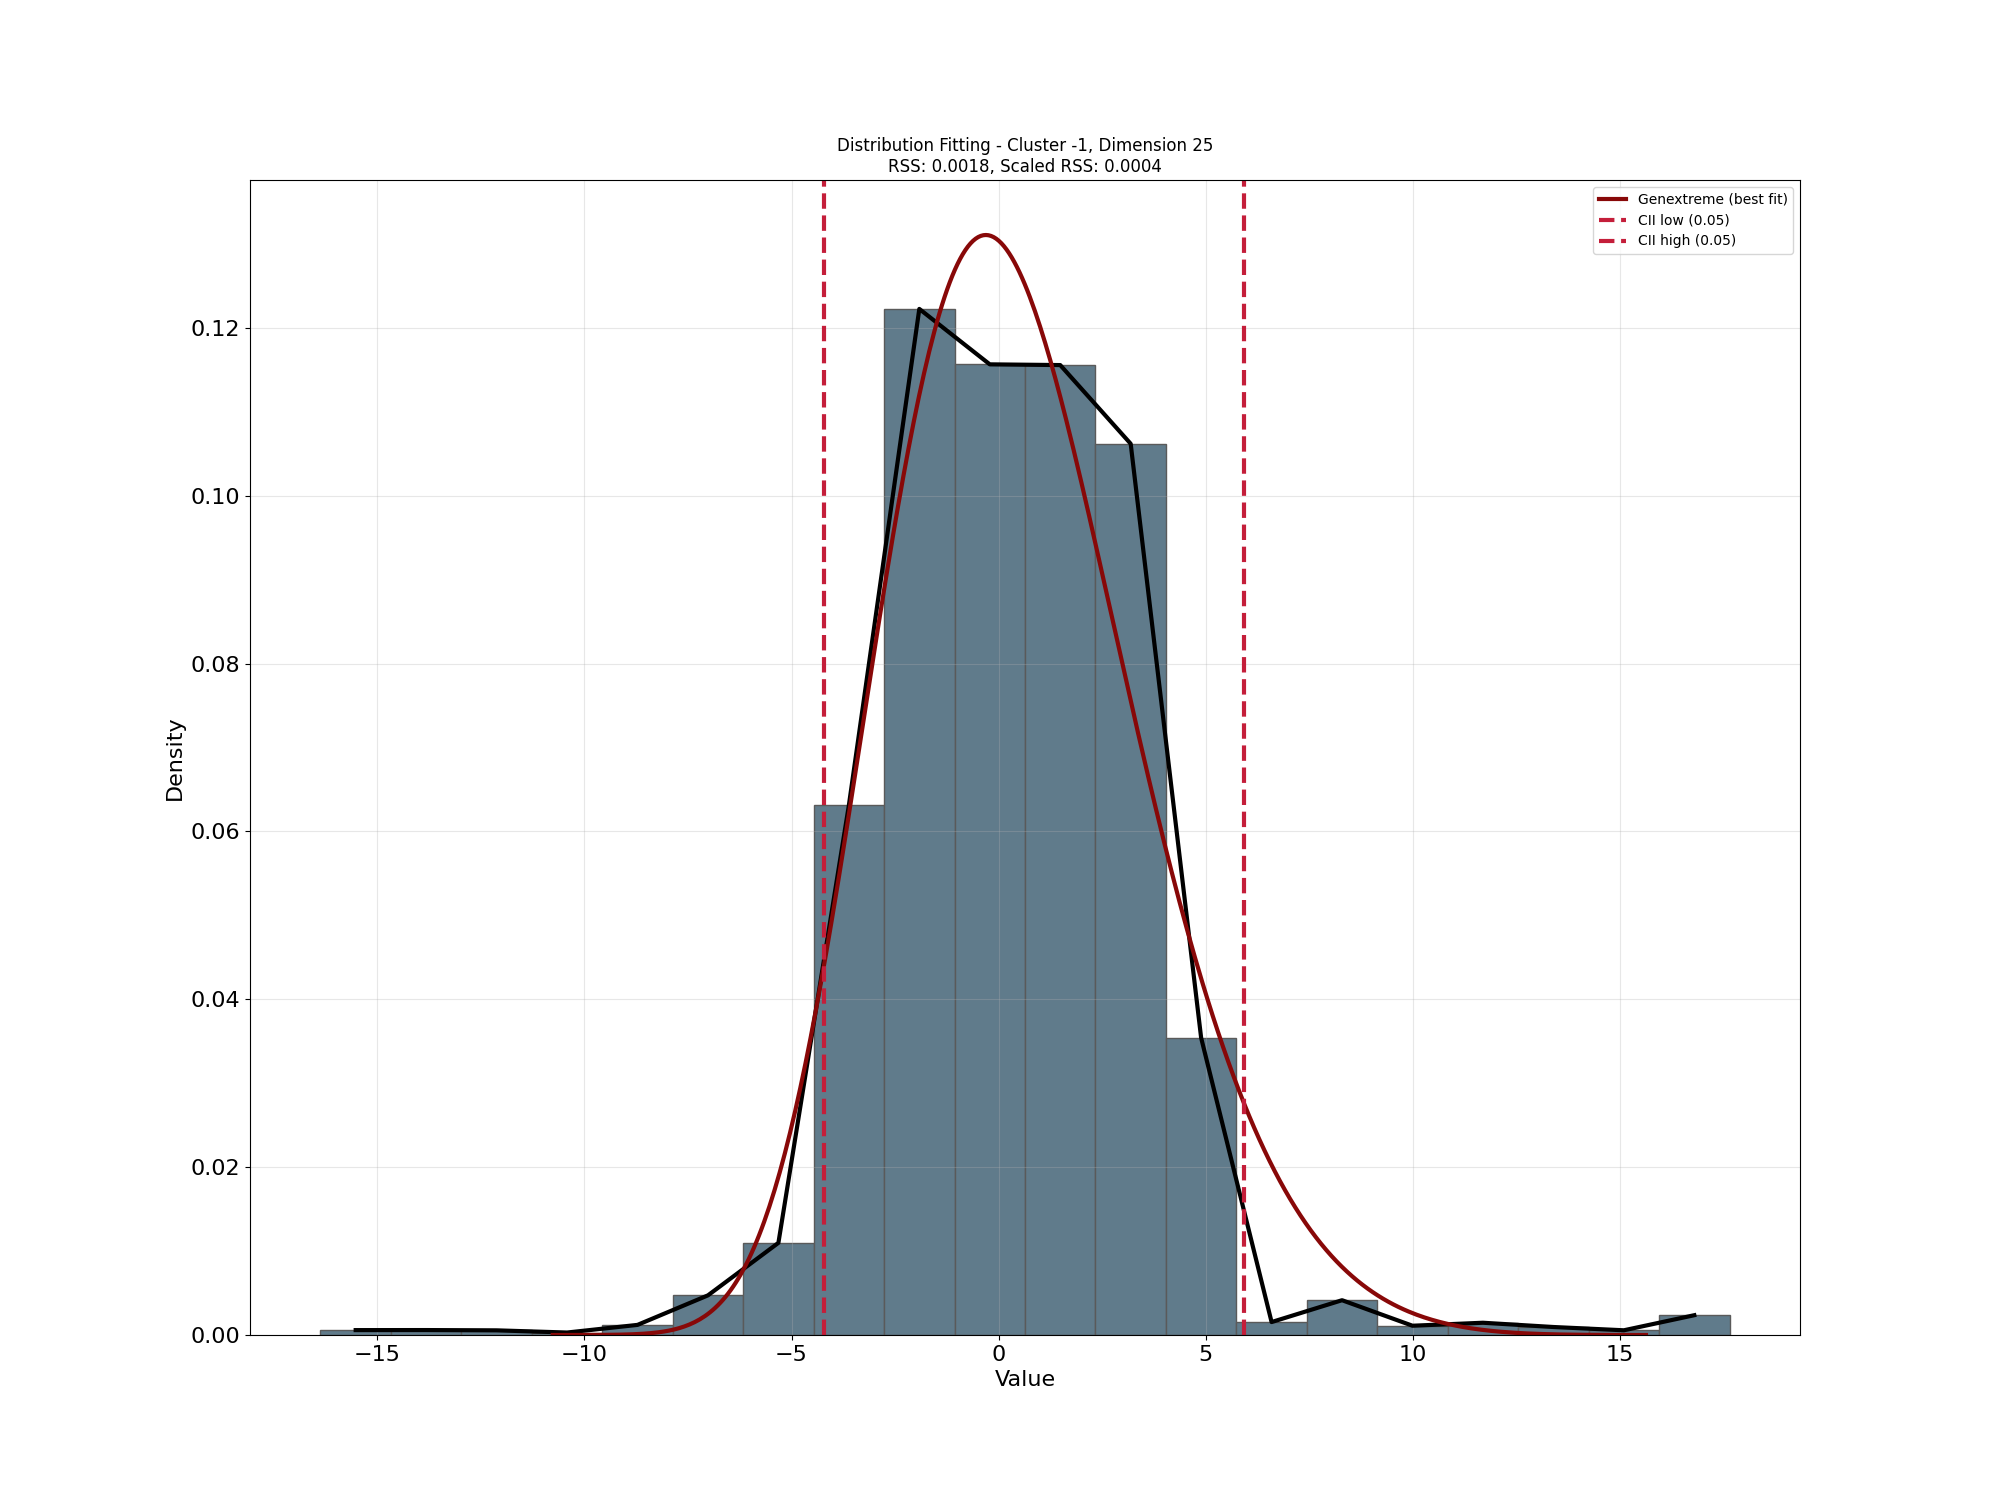 Distribution Fitting - Cluster -1, Dimension 25
RSS: 0.0018, Scaled RSS: 0.0004
Genextreme (best fit)
CII low (0.05)
CII high (0.05)
0.12
0.10
0.08
0.06
0.04
0.02
0.00
Density
−15 −10 −5 0 5 10 15
Value